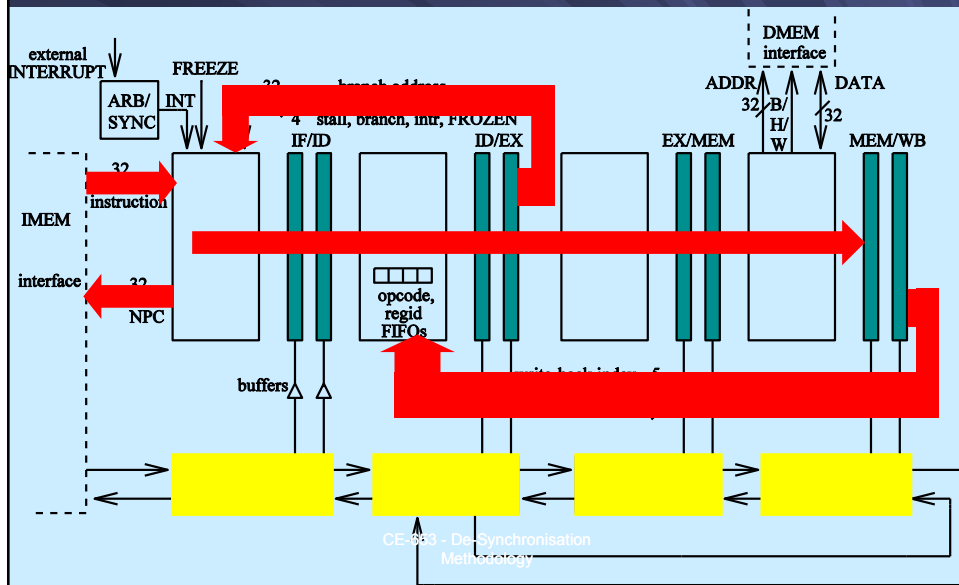 DMEM
interface
external
INTERRUPT
FREEZE
ADDR
DATA
ARB/
SYNC
INT
32
B/
H/
W
32
32
4 stall, branch, intr, FROZEN
IF/ID
ID/EX
EX/MEM
MEM/WB
32
instruction
IMEM
interface
32
NPC
opcode,
regid
FIFOs
buffers
5
CE-663 - De-Synchronisation
Methodology